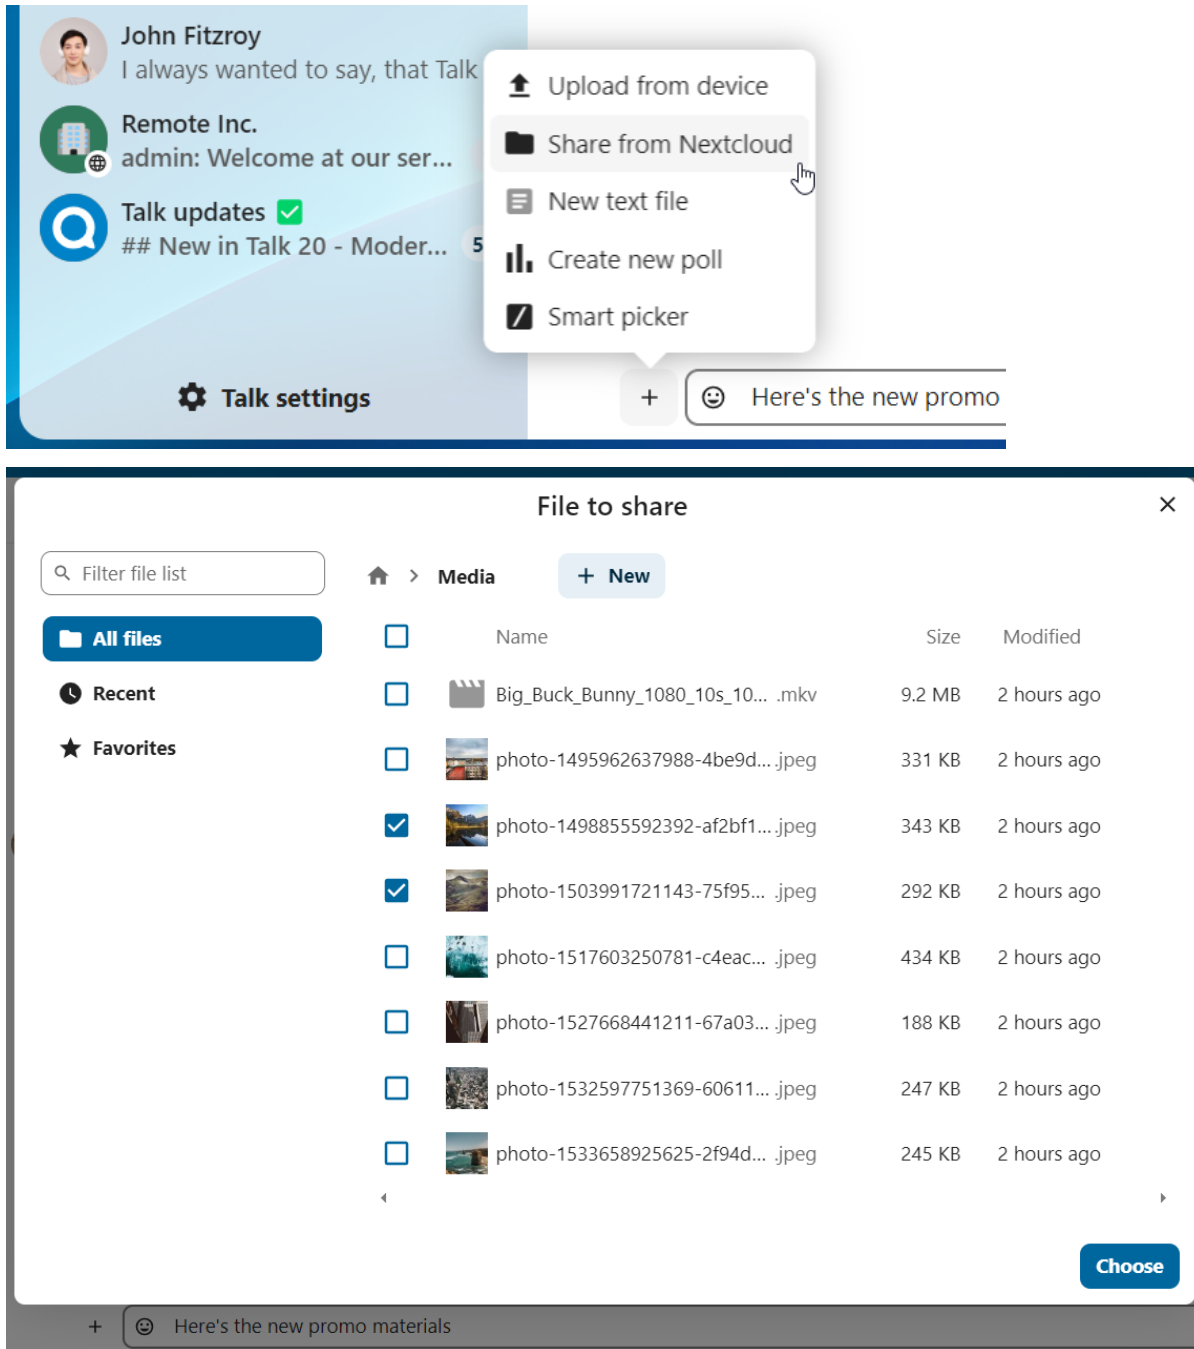 John Fitzroy
I always wanted to say, that Talk
Remote Inc.
admin: Welcome at our ser...
Talk updates ✅
## New in Talk 20 - Moder... 5
Talk settings
Upload from device
Share from Nextcloud
New text file
Create new poll
Smart picker
+ Here's the new promo
File to share
Filter file list
All files
Recent
Favorites
Media + New
Name Size Modified
Big_Buck_Bunny_1080_10s_10... .mkv 9.2 MB 2 hours ago
photo-1495962637988-4be9d... .jpeg 331 KB 2 hours ago
photo-1498855592392-af2bf1... .jpeg 343 KB 2 hours ago
photo-1503991721143-75f95... .jpeg 292 KB 2 hours ago
photo-1517603250781-c4eac... .jpeg 434 KB 2 hours ago
photo-1527668441211-67a03... .jpeg 188 KB 2 hours ago
photo-1532597751369-60611... .jpeg 247 KB 2 hours ago
photo-1533658925625-2f94d... .jpeg 245 KB 2 hours ago
Choose
+ Here's the new promo materials